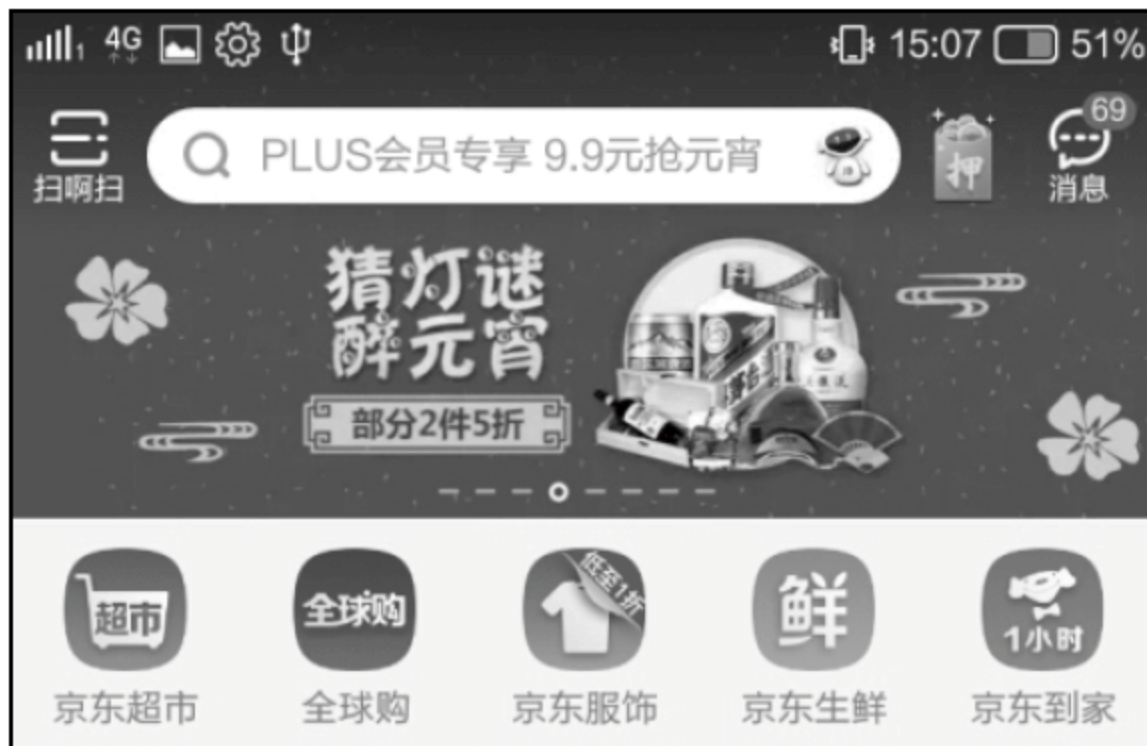 1 4G 15:07 51%
PLUS会员专享 9.9元抢元宵
押
69
扫啊扫
消息
猜灯谜
醉元宵
部分2件5折
超市
全球购
低至1折
鲜
1小时
京东超市
全球购
京东服饰
京东生鲜
京东到家